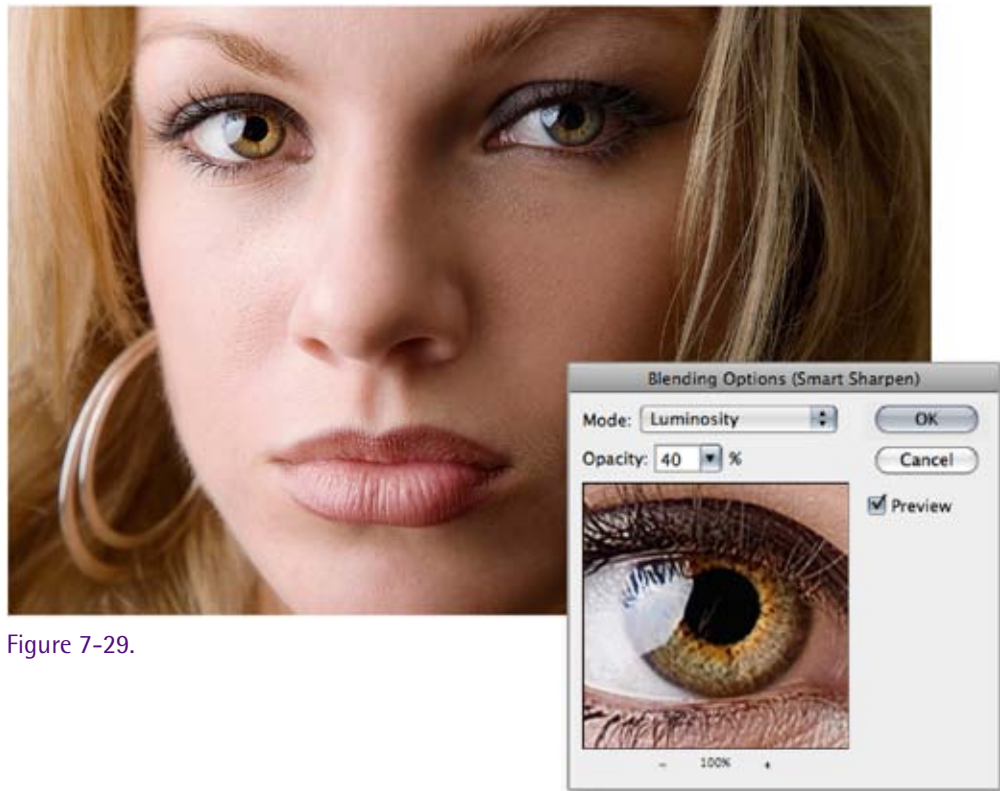 Blending Options (Smart Sharpen)
Mode: Luminosity
OK
Opacity: 40 %
Cancel
Preview
Figure 7-29.
- 100% +